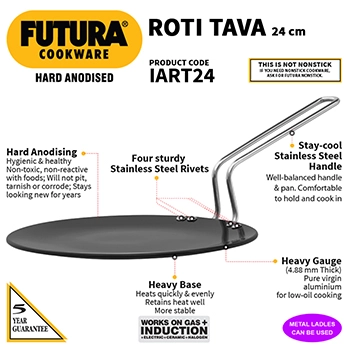 FUTURA®
COOKWARE
HARD ANODISED
ROTI TAVA 24 cm
PRODUCT CODE
IART24
THIS IS NOT NONSTICK
IF YOU NEED NONSTICK COOKWARE,
ASK FOR FUTURA NONSTICK.
Hard Anodising
Hygienic & healthy
Non-toxic, non-reactive
with foods; Will not pit,
tarnish or corrode; Stays
looking new for years
Four sturdy
Stainless Steel Rivets
Stay-cool
Stainless Steel
Handle
Well-balanced handle
& pan. Comfortable
to hold and cook in
Heavy Base
Heats quickly & evenly
Retains heat well
More stable
Heavy Gauge
(4.88 mm Thick)
Pure virgin
aluminium
for low-oil cooking
5
YEAR
GUARANTEE
WORKS ON GAS +
INDUCTION
+ELECTRIC+CERAMIC+HALOGEN
METAL LADLES
CAN BE USED